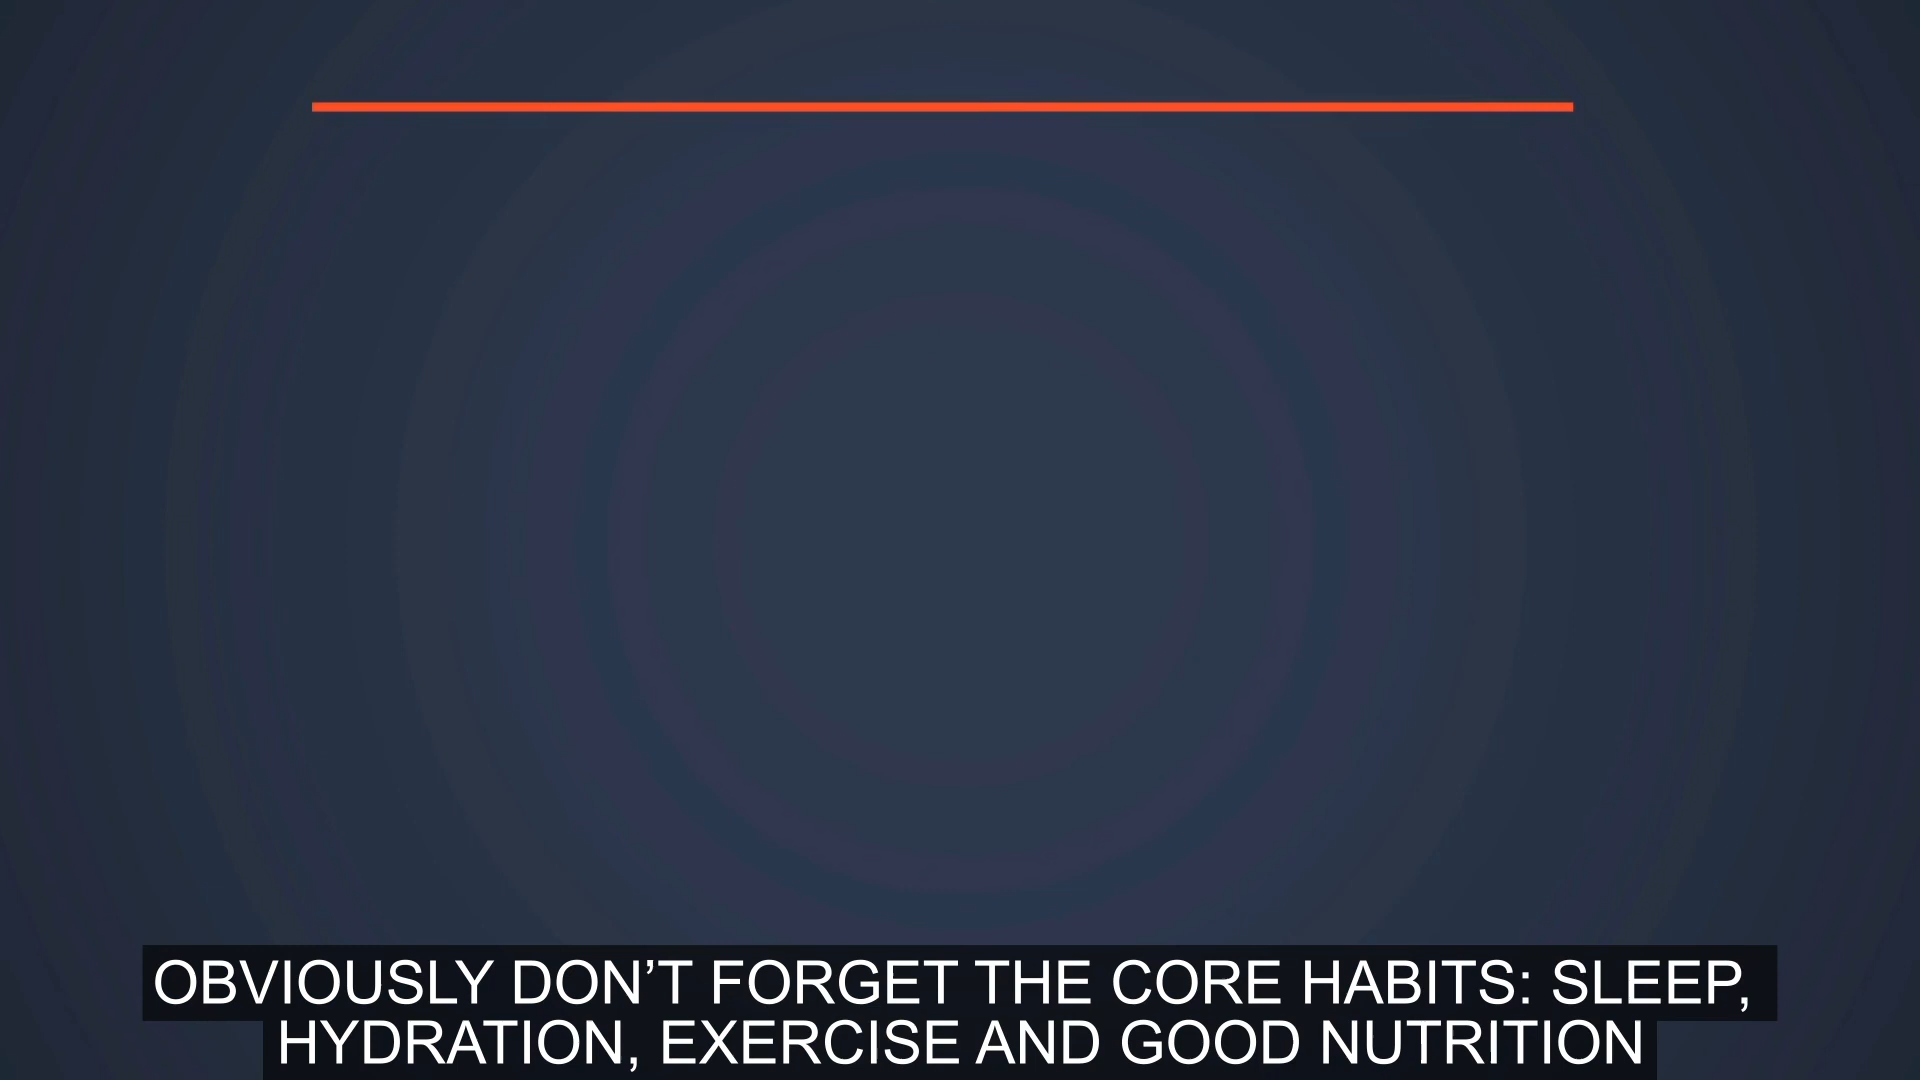 OBVIOUSLY DON’T FORGET THE CORE HABITS: SLEEP,
HYDRATION, EXERCISE AND GOOD NUTRITION